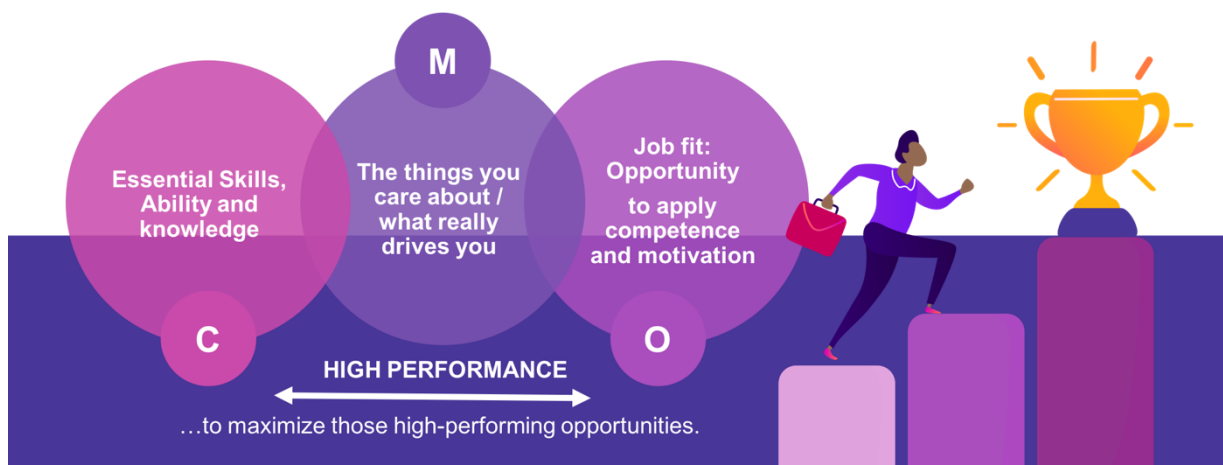 M
Essential Skills,
Ability and
knowledge
The things you
care about /
what really
drives you
Job fit:
Opportunity
to apply
competence
and motivation
C
O
HIGH PERFORMANCE
…to maximize those high-performing opportunities.